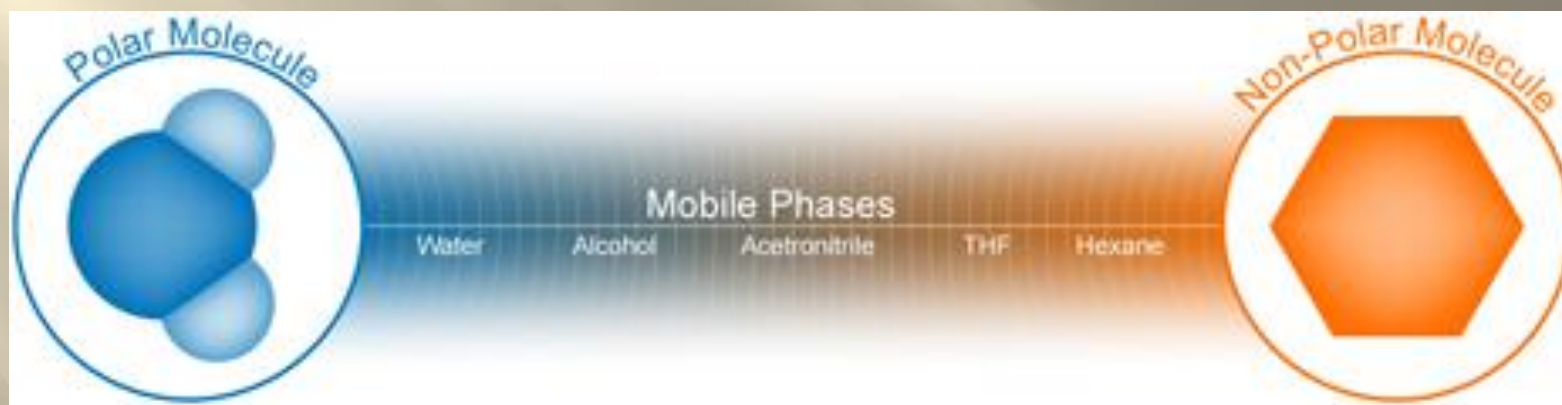 Polar Molecule
Non-Polar Molecule
Mobile Phases
Water Alcohol Acetronitrile THF Hexane